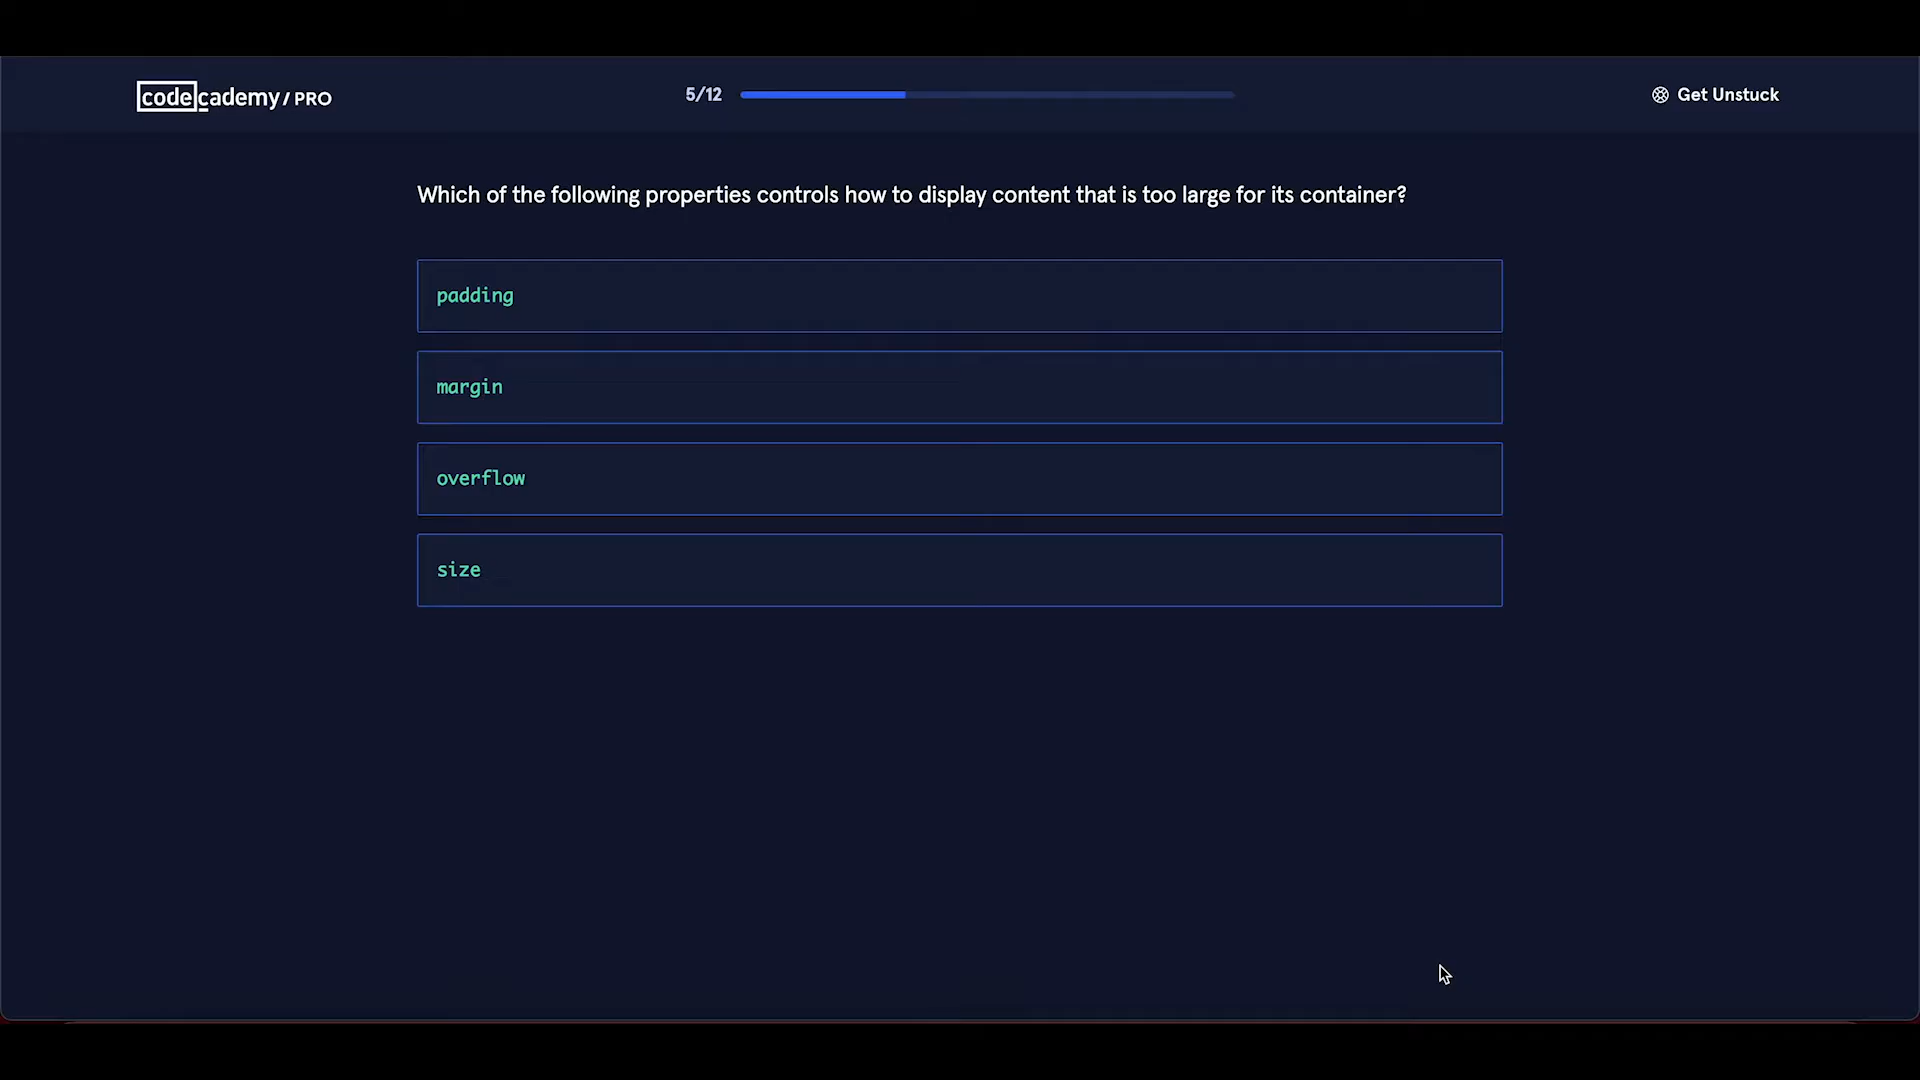 codecademy/PRO
5/12
Get Unstuck
Which of the following properties controls how to display content that is too large for its container?
padding
margin
overflow
size